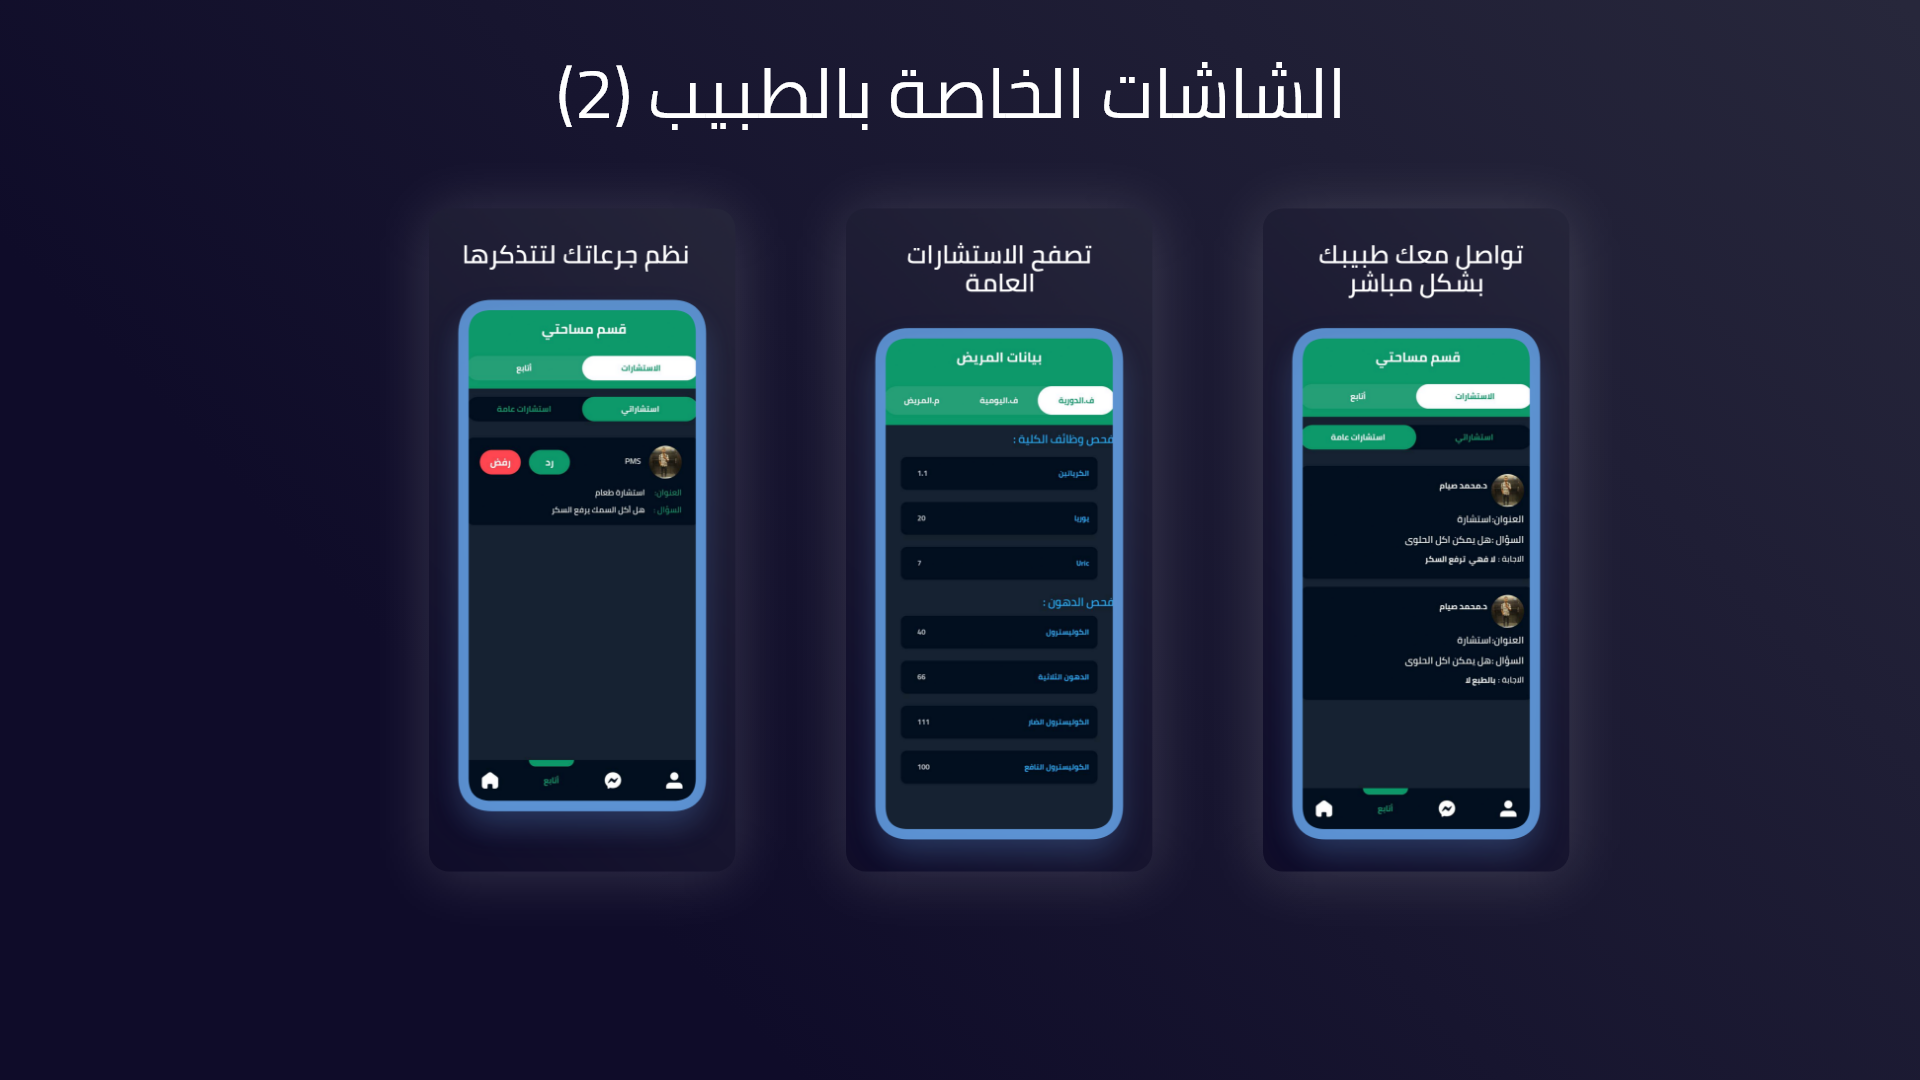 الشاشات الخاصة بالطبيب (2)
تواصل معك طبيبك
بشكل مباشر
قسم مساحتي
الاستشارات
أتابع
استشاراتي
استشارات عامة
د.محمد صيام
العنوان:استشارة
السؤال :هل يمكن اكل الحلوى
الاجابة : لا فهي ترفع السكر
د.محمد صيام
العنوان:استشارة
السؤال :هل يمكن اكل الحلوى
الاجابة : بالطبع لا
أتابع
تصفح الاستشارات
العامة
بيانات المريض
ف.الدورية
ف.اليومية
م.المريض
فحص وظائف الكلية :
الكرياتين 1.1
يوريا 20
Uric 7
فحص الدهون :
الكوليسترول 40
الدهون الثلاثية 66
الكوليسترول الضار 111
الكوليسترول النافع 100
نظم جرعاتك لتتذكرها
قسم مساحتي
الاستشارات
أتابع
استشاراتي
استشارات عامة
PMS
رد
رفض
العنوان: استشارة طعام
السؤال : هل أكل السمك يرفع السكر
أتابع